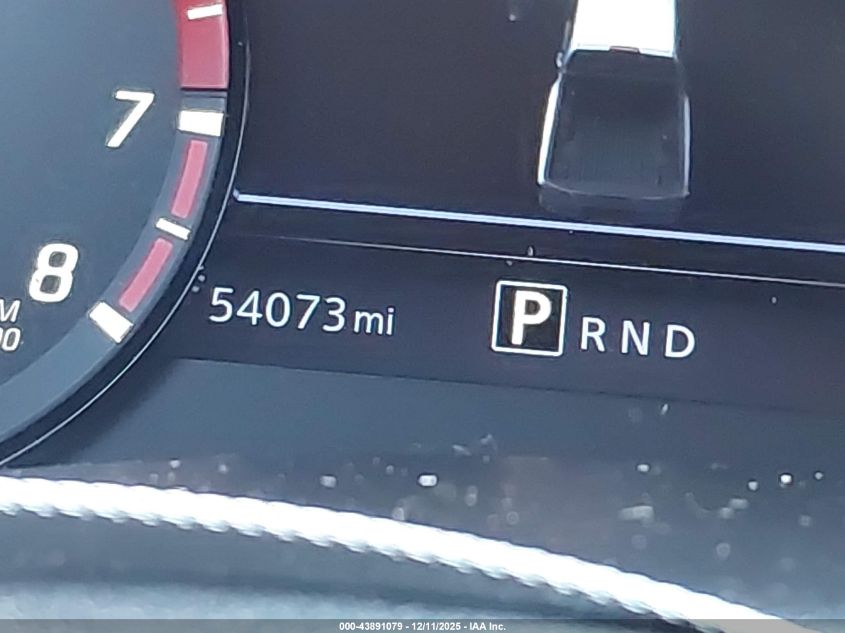 7
8
54073mi
P R N D
000-43891079 - 12/11/2025 - IAA Inc.